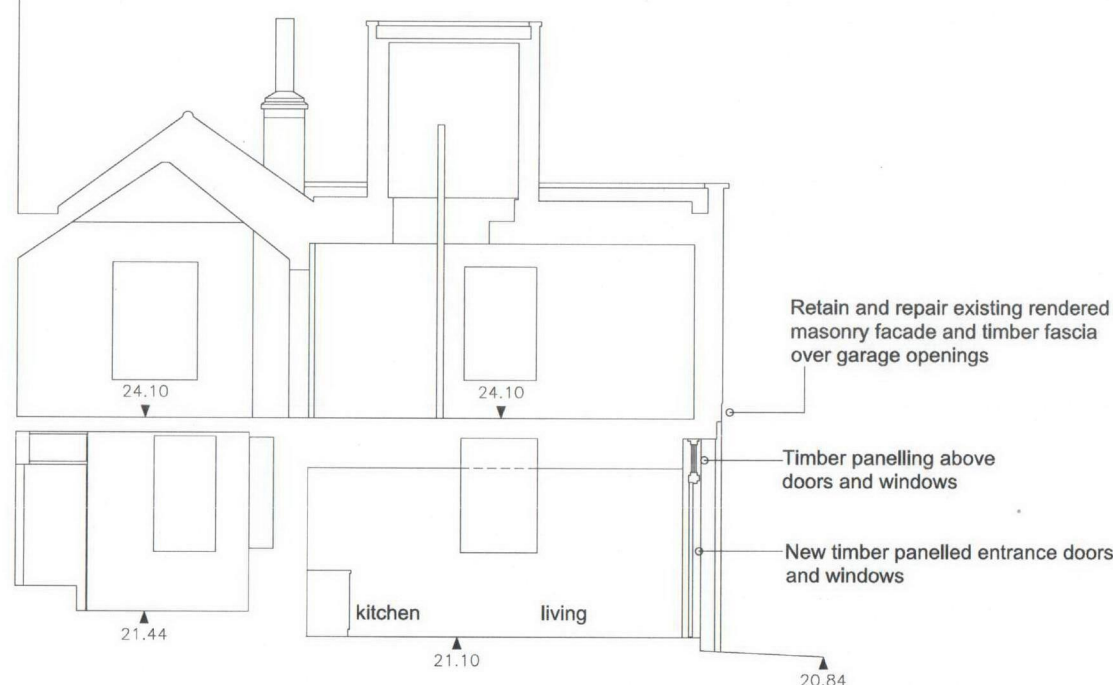 Retain and repair existing rendered
masonry facade and timber fascia
over garage openings
24.10
24.10
Timber panelling above
doors and windows
New timber panelled entrance doors
and windows
kitchen
living
21.44
21.10
20.84